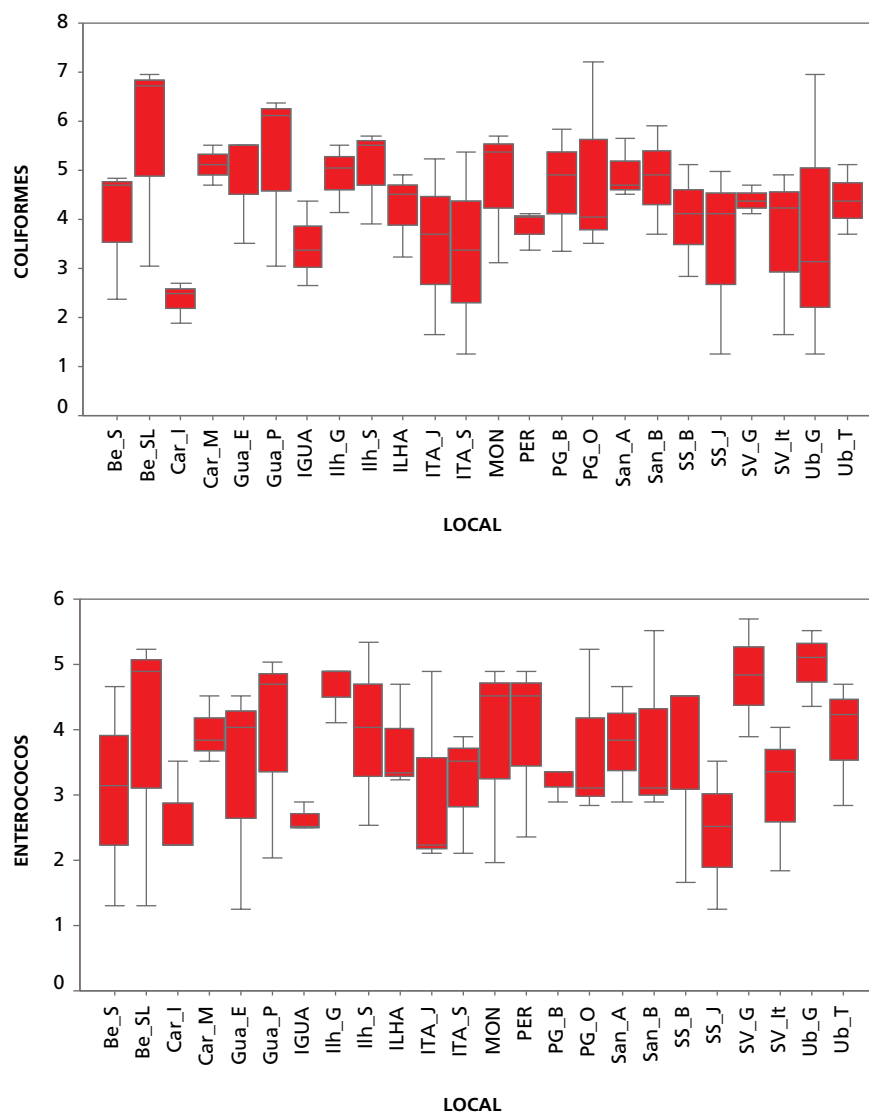 COLIFORMES
8
7
6
5
4
3
2
1
0
Be_S Be_SL Car_I Car_M Gua_E Gua_P IGUA Ilh_G Ilh_S ILHA ITA_J ITA_S MON PER PG_B PG_O San_A San_B SS_B SS_J SV_G SV_It Ub_G Ub_T
LOCAL
ENTEROCOCOS
6
5
4
3
2
1
0
Be_S Be_SL Car_I Car_M Gua_E Gua_P IGUA Ilh_G Ilh_S ILHA ITA_J ITA_S MON PER PG_B PG_O San_A San_B SS_B SS_J SV_G SV_It Ub_G Ub_T
LOCAL